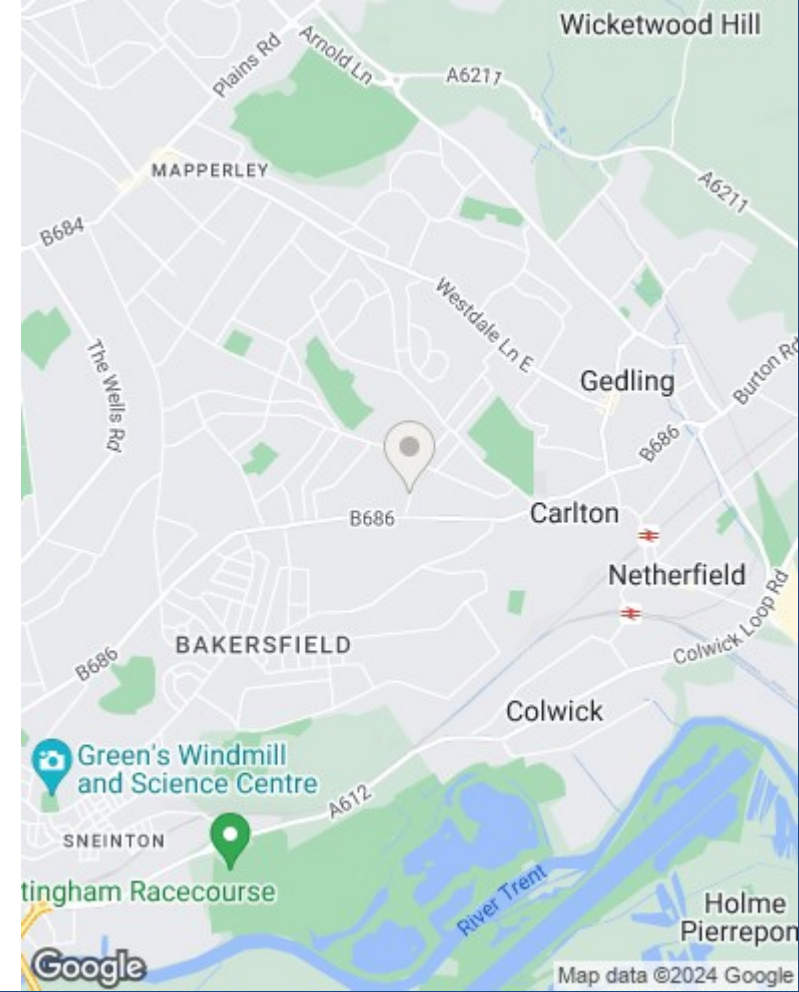 Wicketwood Hill
Plains Rd
Arnold Ln
A6211
MAPPERLEY
A6211
B684
Westdale Ln E
The Wells Rd
Gedling
Burton Rd
B686
B686
Carlton
Netherfield
BAKERSFIELD
B686
Colwick Loop Rd
Colwick
Green's Windmill
and Science Centre
A612
SNEINTON
tingham Racecourse
River Trent
Holme
Pierrepon
Google
Map data ©2024 Google